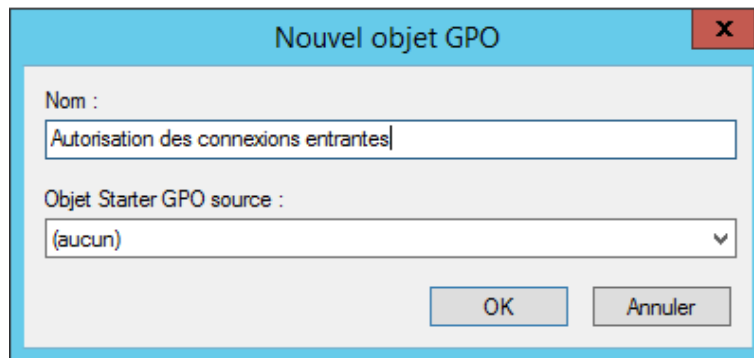 Nouvel objet GPO
x
Nom :
Autorisation des connexions entrantes
Objet Starter GPO source :
(aucun)
OK Annuler